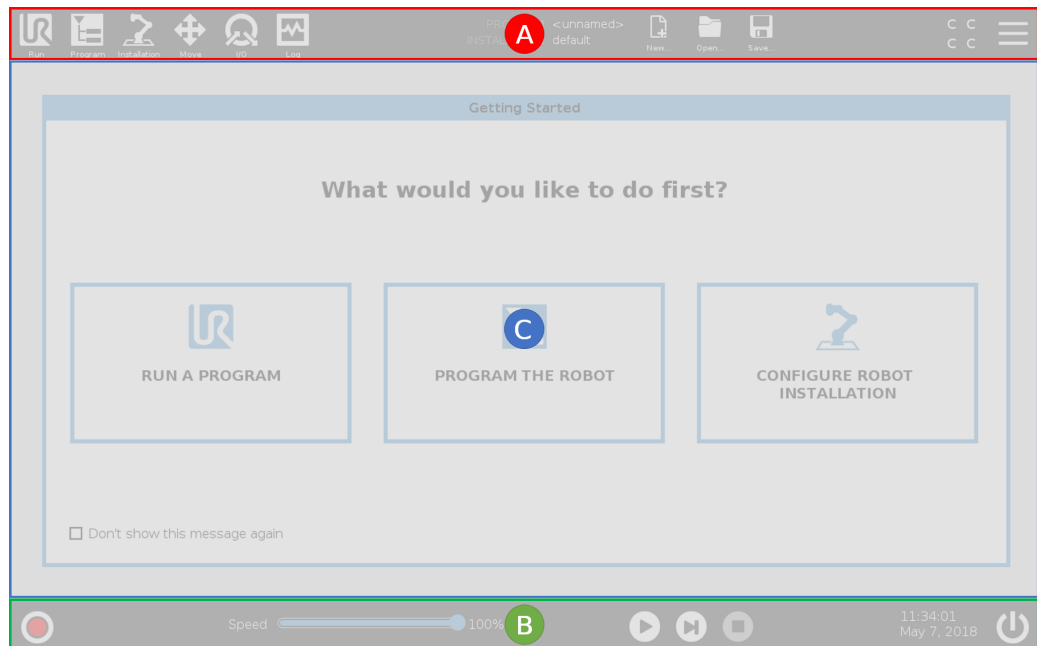 PROGRAM <unnamed>
INSTALLATION default
A
C C
C C
Run Program Installation Move I/O Log New... Open... Save...
Getting Started
What would you like to do first?
C
RUN A PROGRAM
PROGRAM THE ROBOT
CONFIGURE ROBOT
INSTALLATION
Don't show this message again
Speed 100%
B
11:34:01
May 7, 2018